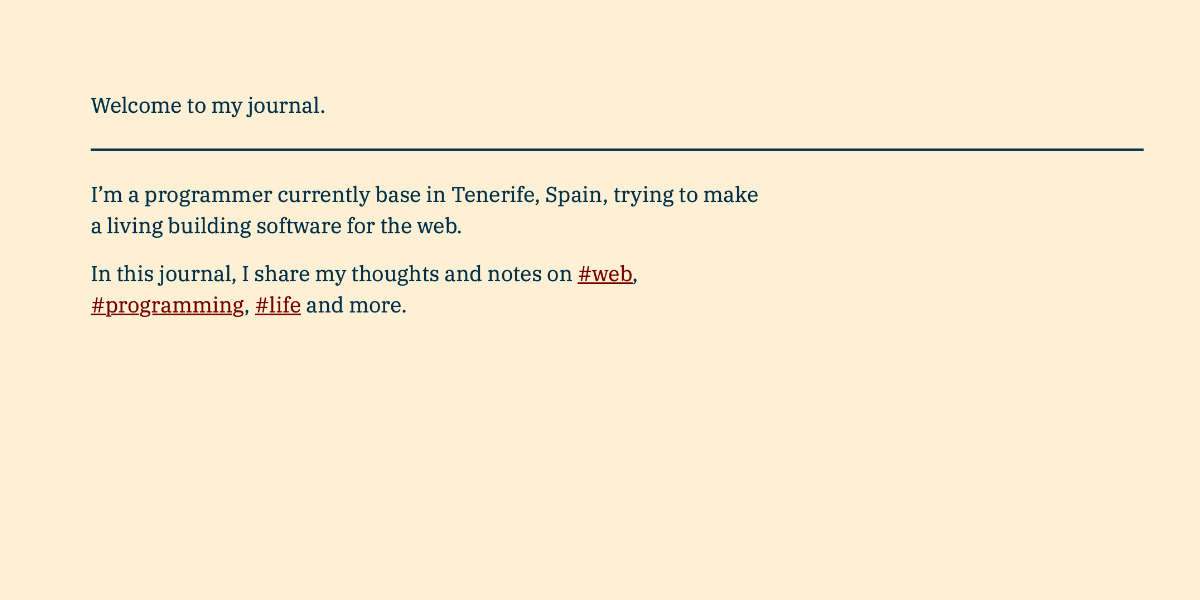 Welcome to my journal.
I’m a programmer currently base in Tenerife, Spain, trying to make
a living building software for the web.
In this journal, I share my thoughts and notes on #web,
#programming, #life and more.